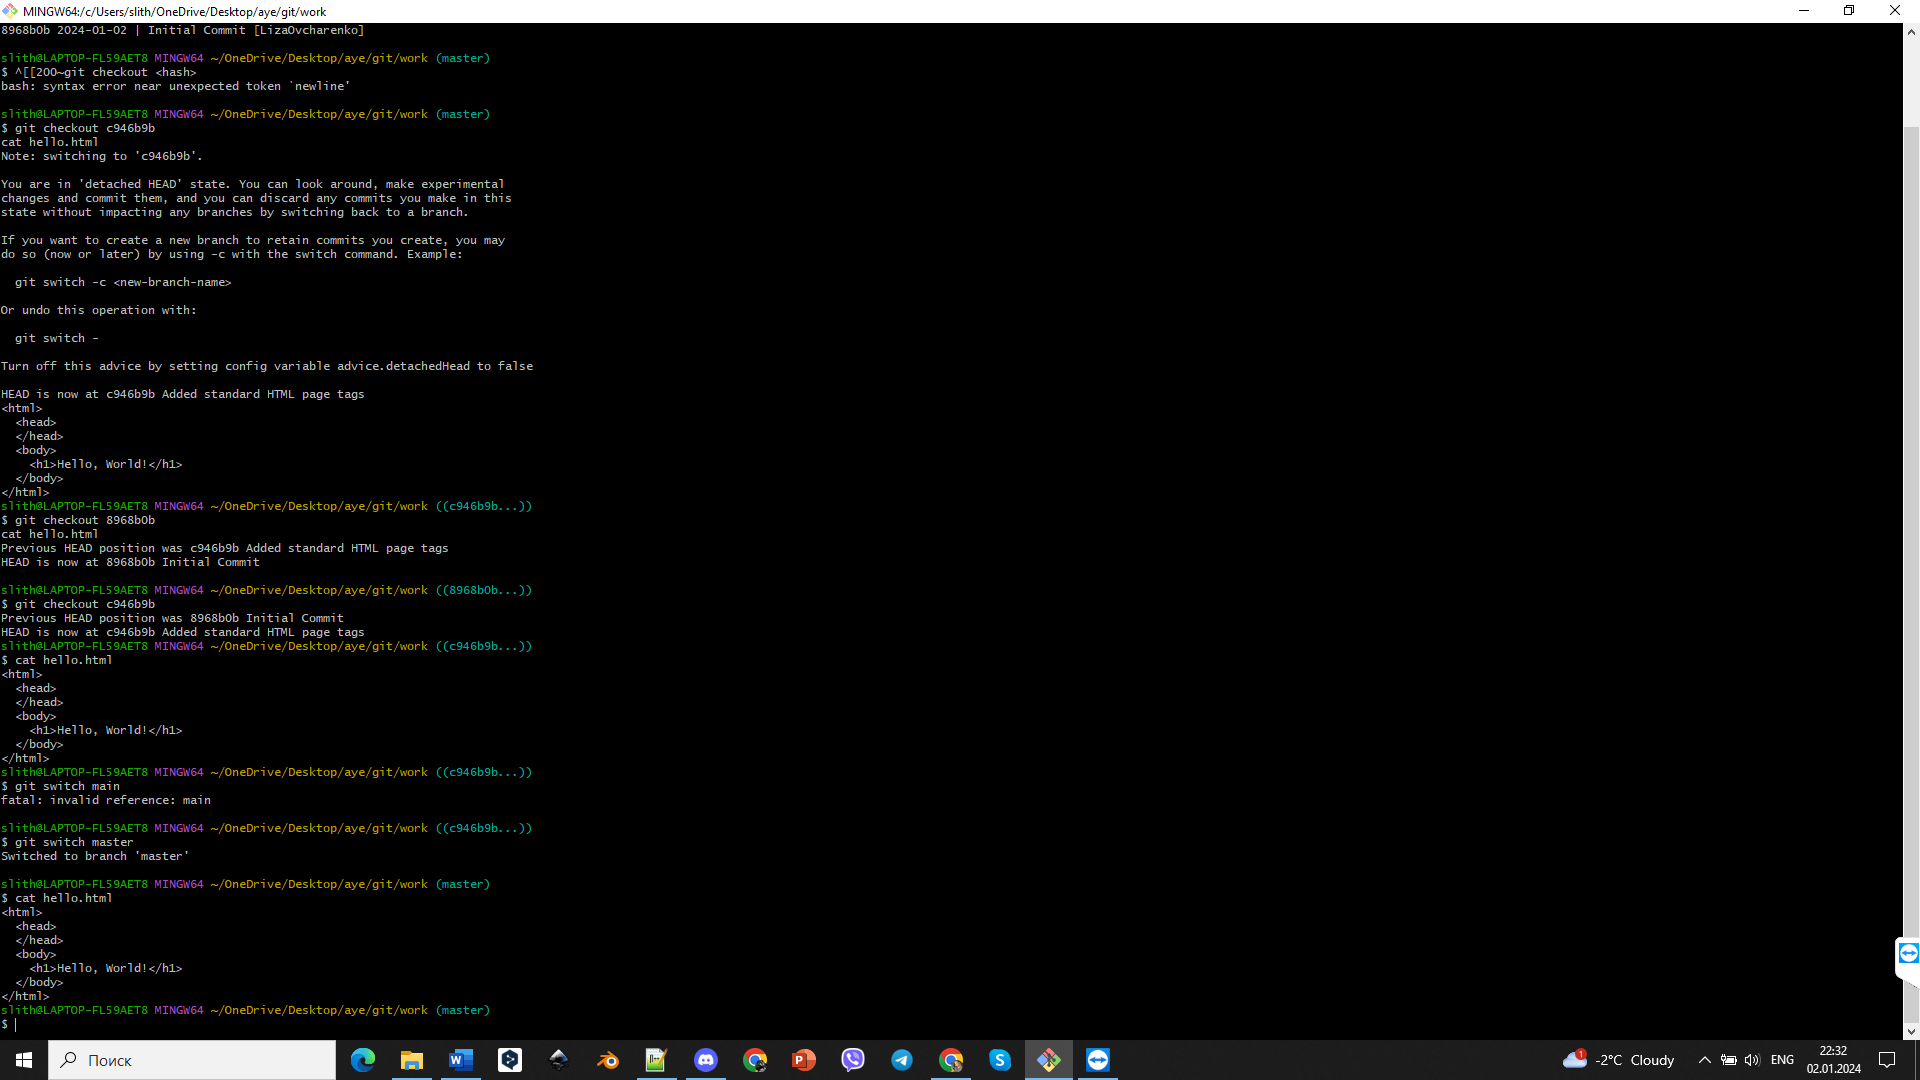 MINGW64:/c/Users/slith/OneDrive/Desktop/aye/git/work
8968b0b 2024-01-02 | Initial Commit [LizaOvcharenko]
slith@LAPTOP-FL59AET8 MINGW64 ~/OneDrive/Desktop/aye/git/work (master)
$ ^[[200~git checkout <hash>
bash: syntax error near unexpected token `newline'
slith@LAPTOP-FL59AET8 MINGW64 ~/OneDrive/Desktop/aye/git/work (master)
$ git checkout c946b9b
cat hello.html
Note: switching to 'c946b9b'.
You are in 'detached HEAD' state. You can look around, make experimental
changes and commit them, and you can discard any commits you make in this
state without impacting any branches by switching back to a branch.
If you want to create a new branch to retain commits you create, you may
do so (now or later) by using -c with the switch command. Example:
  git switch -c <new-branch-name>
Or undo this operation with:
  git switch -
Turn off this advice by setting config variable advice.detachedHead to false
HEAD is now at c946b9b Added standard HTML page tags
<html>
  <head>
  </head>
  <body>
    <h1>Hello, World!</h1>
  </body>
</html>
slith@LAPTOP-FL59AET8 MINGW64 ~/OneDrive/Desktop/aye/git/work ((c946b9b...))
$ git checkout 8968b0b
cat hello.html
Previous HEAD position was c946b9b Added standard HTML page tags
HEAD is now at 8968b0b Initial Commit
slith@LAPTOP-FL59AET8 MINGW64 ~/OneDrive/Desktop/aye/git/work ((8968b0b...))
$ git checkout c946b9b
Previous HEAD position was 8968b0b Initial Commit
HEAD is now at c946b9b Added standard HTML page tags
slith@LAPTOP-FL59AET8 MINGW64 ~/OneDrive/Desktop/aye/git/work ((c946b9b...))
$ cat hello.html
<html>
  <head>
  </head>
  <body>
    <h1>Hello, World!</h1>
  </body>
</html>
slith@LAPTOP-FL59AET8 MINGW64 ~/OneDrive/Desktop/aye/git/work ((c946b9b...))
$ git switch main
fatal: invalid reference: main
slith@LAPTOP-FL59AET8 MINGW64 ~/OneDrive/Desktop/aye/git/work ((c946b9b...))
$ git switch master
Switched to branch 'master'
slith@LAPTOP-FL59AET8 MINGW64 ~/OneDrive/Desktop/aye/git/work (master)
$ cat hello.html
<html>
  <head>
  </head>
  <body>
    <h1>Hello, World!</h1>
  </body>
</html>
slith@LAPTOP-FL59AET8 MINGW64 ~/OneDrive/Desktop/aye/git/work (master)
$
Поиск
1 -2°C Cloudy ENG 22:32
02.01.2024